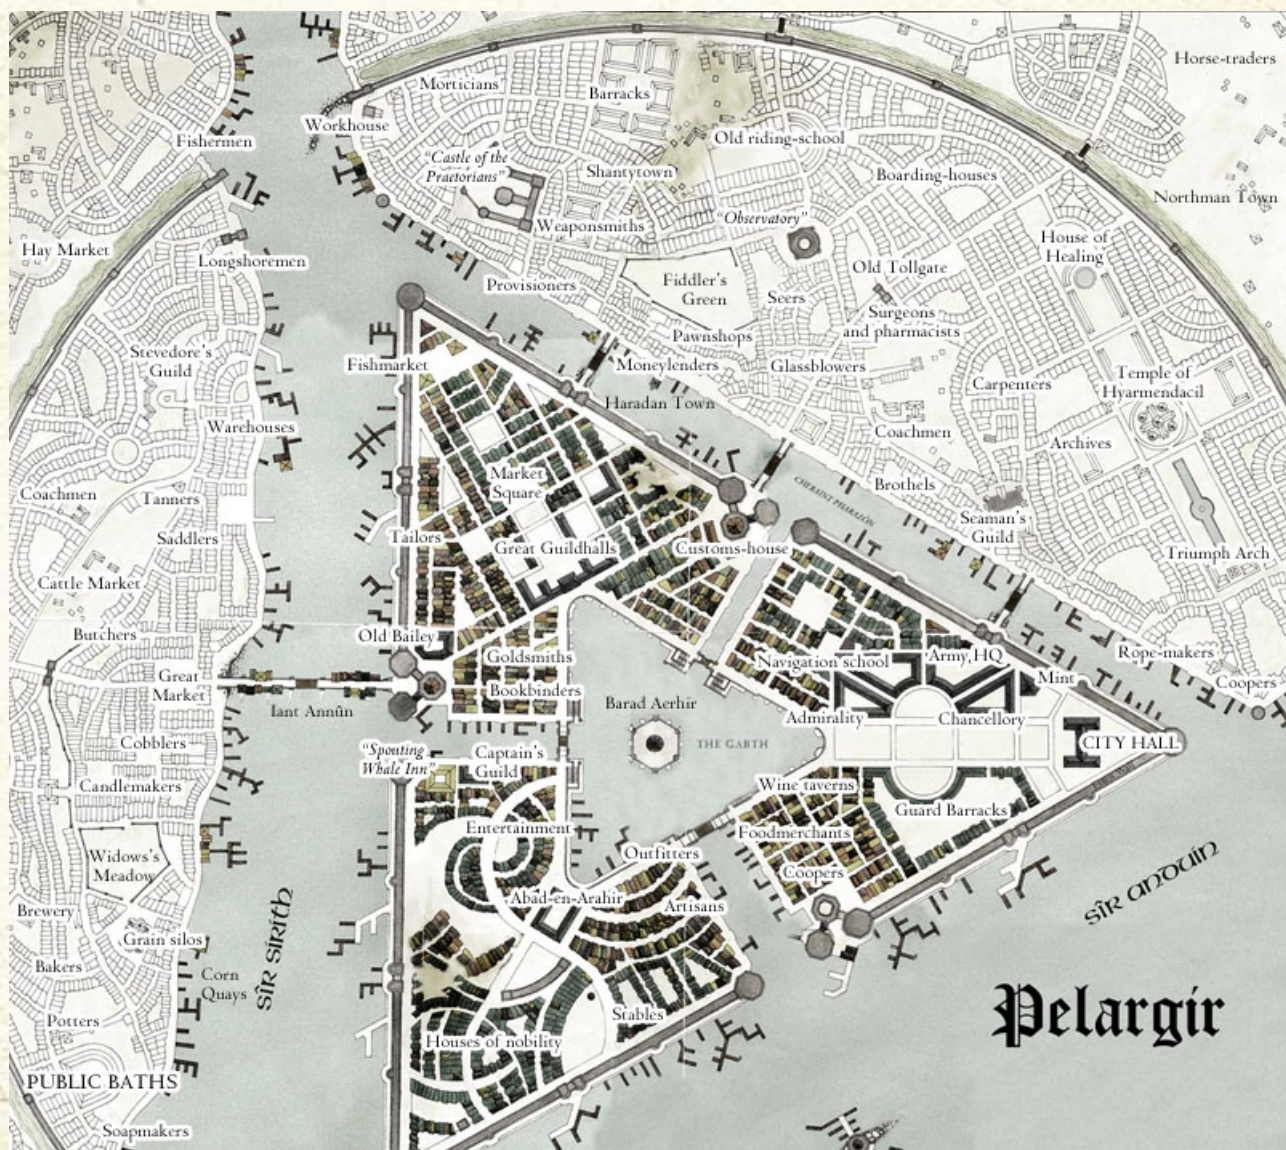 Horse-traders
Morticians'
Barracks
Workhouse
Fishermen
Old riding-school
"Castle of the
Praetorians"
Shantytown
Boarding-houses
Northman Town
"Observatory"
Weaponsmiths
Hay Market
Longshoremen
House of
Healing
Old Tollgate
Provisioners
Fiddler's
Green
Seers
Surgeons
and pharmacists
Pawnshops
Stevedore's
Guild
Fishmarket
Moneylenders
Glassblowers
Carpenters
Temple of
Hyarmendacil
Haradan Town
Warehouses
Coachmen
Archives
Market
Square
Coachmen
Tanners
Brothels
CHERAINE PHARAZÔN
Seaman's
Guild
Tailors
Saddlers
Great Guildhalls
Customs-house
Triumph Arch
Cattle Market
Butchers
Old Bailey
Goldsmiths
Navigation school
Army HQ
Rope-makers
Great
Market
Mint
Coopers
Bookbinders
Iant Annûn
Barad Aerhir
Admirality
Chancellory
THE GARTH
Cobblers
"Spouting
Whale Inn"
Captain's
Guild
CITY HALL
Candlemakers
Wine taverns
Guard Barracks
Entertainment
Foodmerchants
Widows's
Meadow
Outfitters
Coopers
Abad-en-Arahir
Artisans
SÎR ANDUIN
Brewery
Grain silos
SÎR SIRITH
Bakers
Corn
Quays
Potters
Stables
Pelargir
Houses of nobility
PUBLIC BATHS
Soapmakers